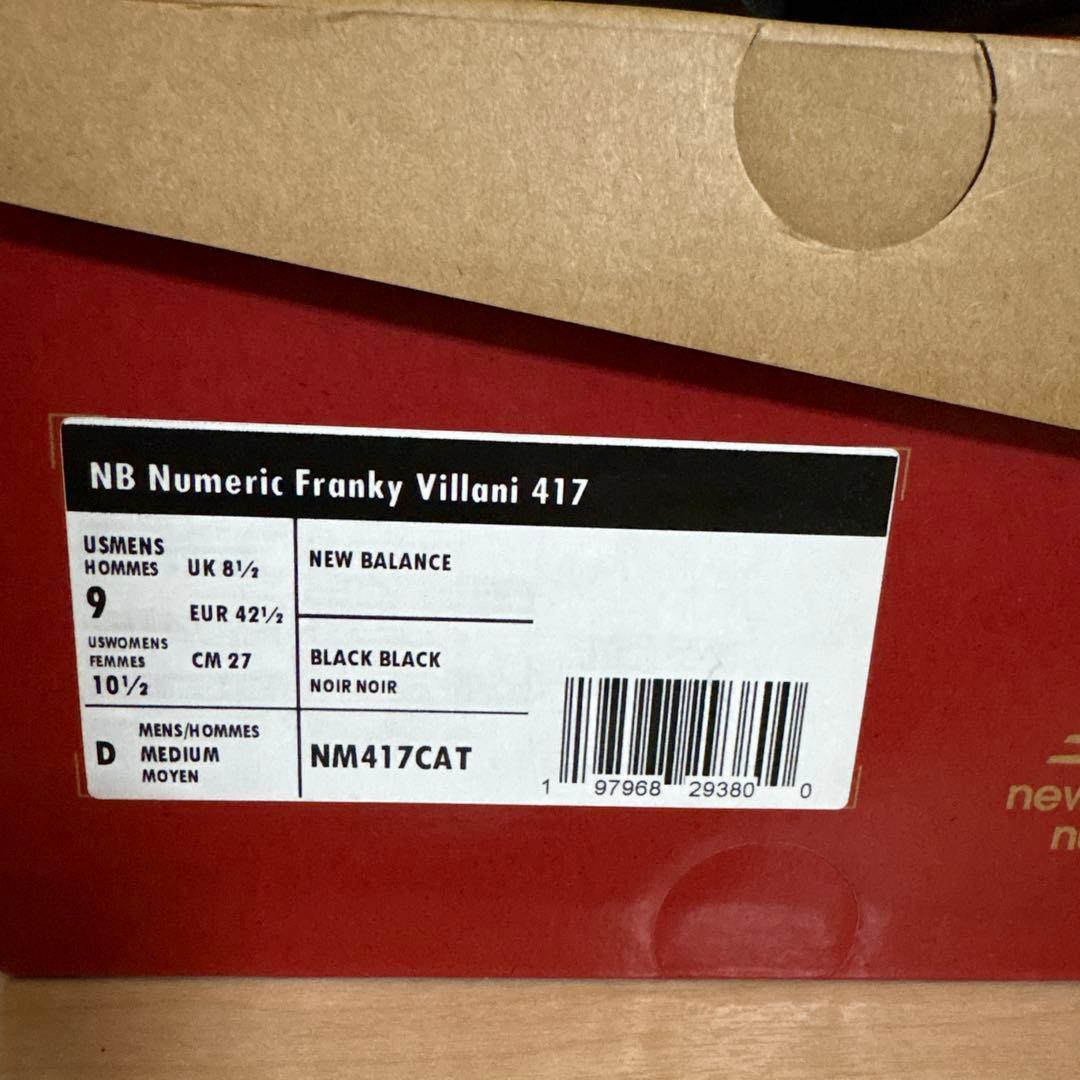 NB Numeric Franky Villani 417
USMENS
HOMMES
9
UK 8½
EUR 42½
USWOMENS
FEMMES
10½
CM 27
NEW BALANCE
BLACK BLACK
NOIR NOIR
D
MENS/HOMMES
MEDIUM
MOYEN
NM417CAT
1 97968 29380 0
new